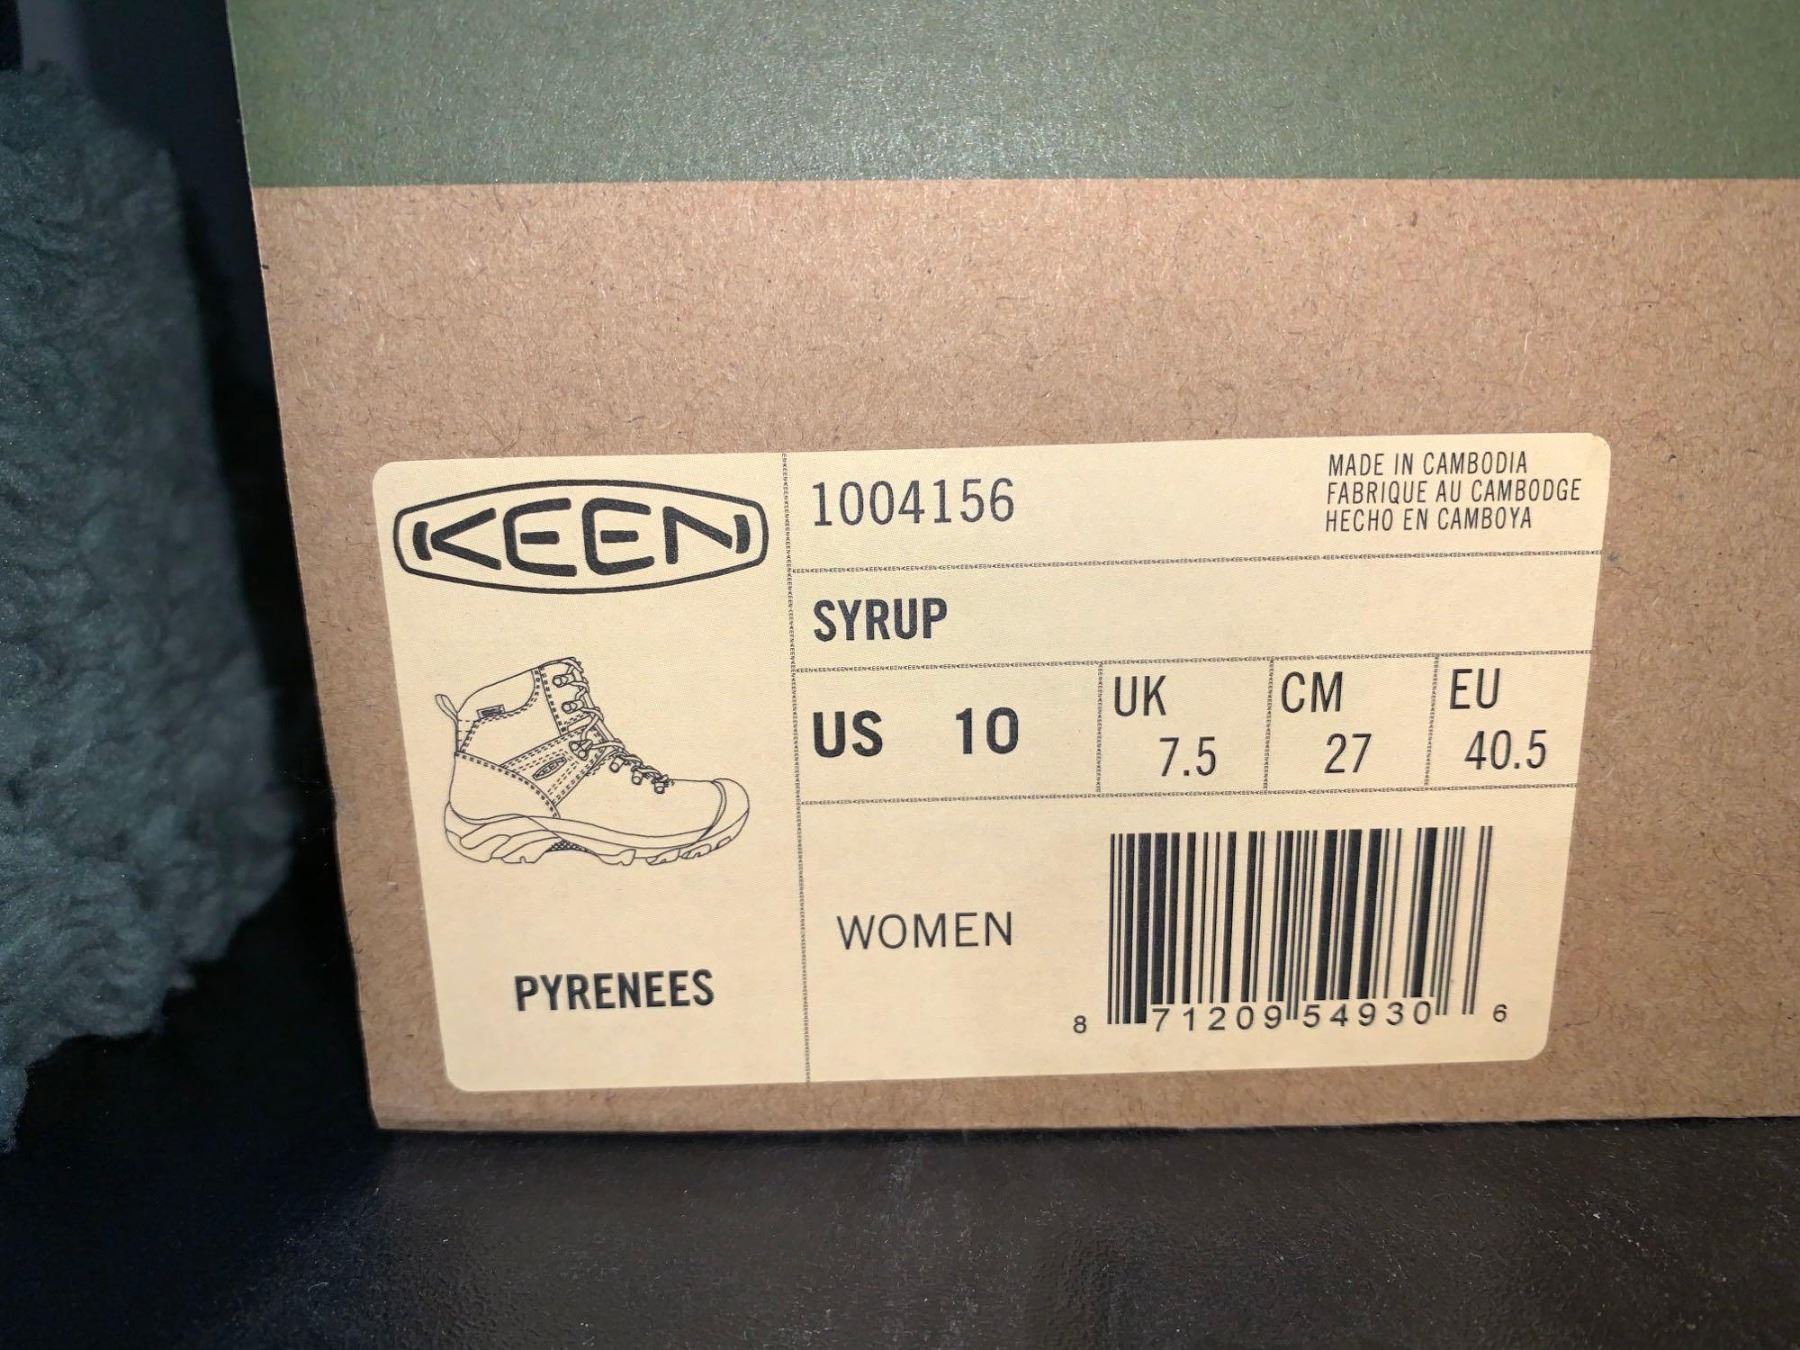 KEEN
1004156
MADE IN CAMBODIA
FABRIQUE AU CAMBODGE
HECHO EN CAMBOYA
SYRUP
US 10
UK 7.5
CM 27
EU 40.5
KEEN
PYRENEES
WOMEN
8 71209 54930 6